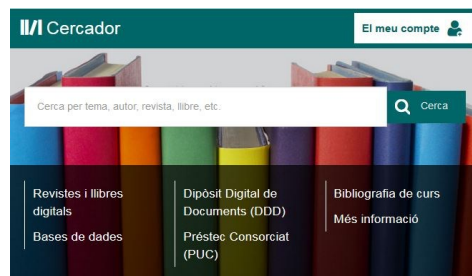 Cercador
El meu compte
Cerca per tema, autor, revista, llibre, etc.
Cerca
Revistes i llibres
digitals
Bases de dades
Dipòsit Digital de
Documents (DDD)
Préstec Consorciat
(PUC)
Bibliografia de curs
Més informació